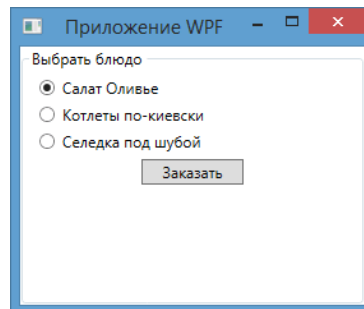 Приложение WPF
Выбрать блюдо
Салат Оливье
Котлеты по-киевски
Селедка под шубой
Заказать